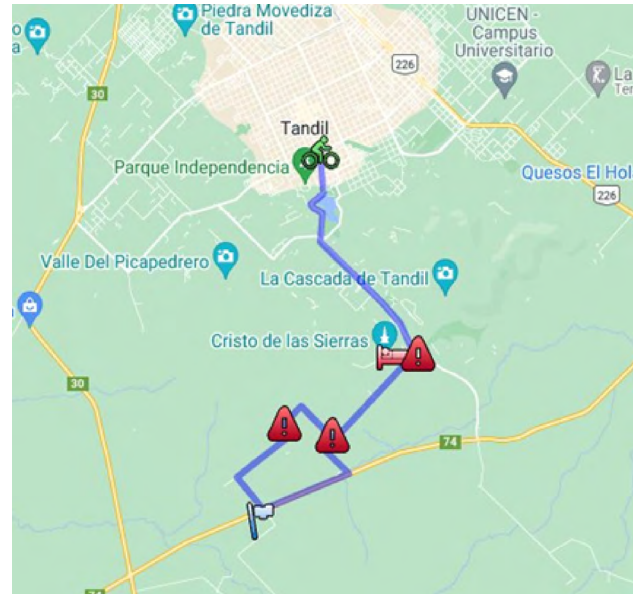 Piedra Movediza
de Tandil
UNICEN -
Campus
Universitario
226
La
Ter
30
Tandil
Parque Independencia
Quesos El Hola
226
Valle Del Picapedrero
La Cascada de Tandil
Cristo de las Sierras
30
74
74